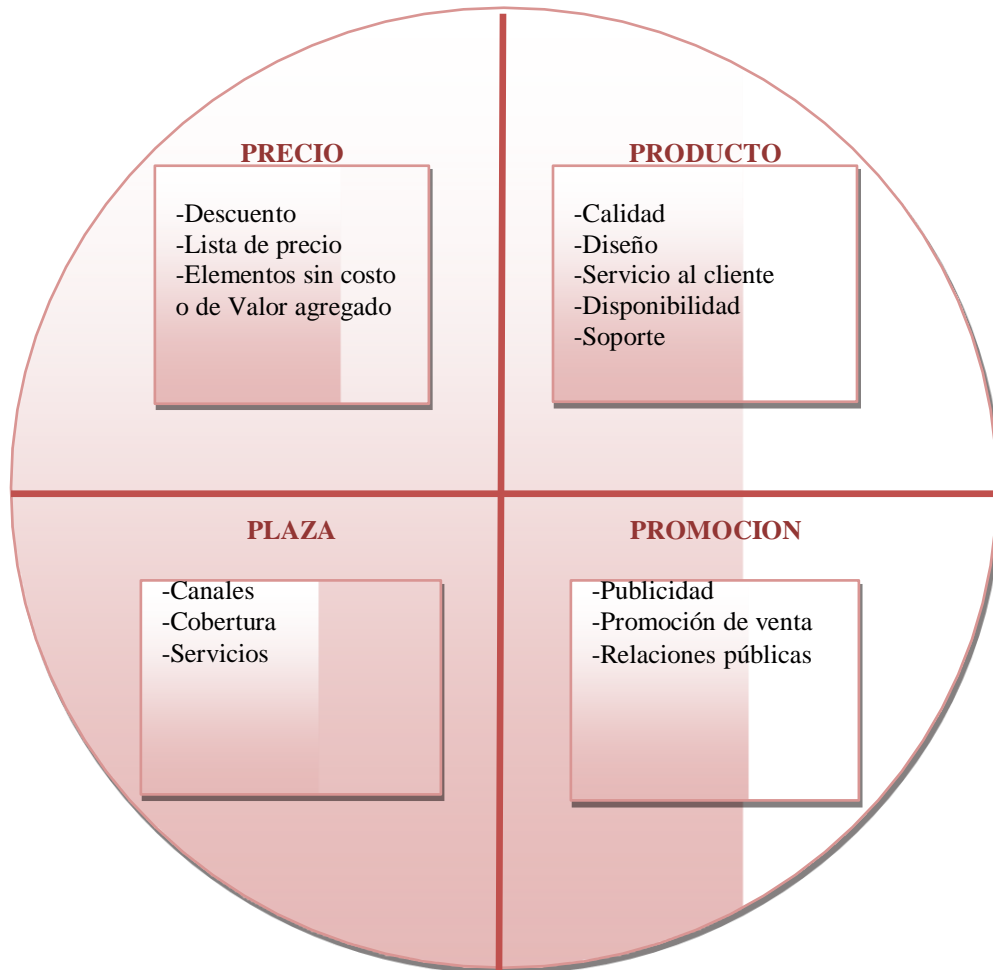 PRECIO
-Descuento
-Lista de precio
-Elementos sin costo
o de Valor agregado
PRODUCTO
-Calidad
-Diseño
-Servicio al cliente
-Disponibilidad
-Soporte
PLAZA
-Canales
-Cobertura
-Servicios
PROMOCION
-Publicidad
-Promoción de venta
-Relaciones públicas